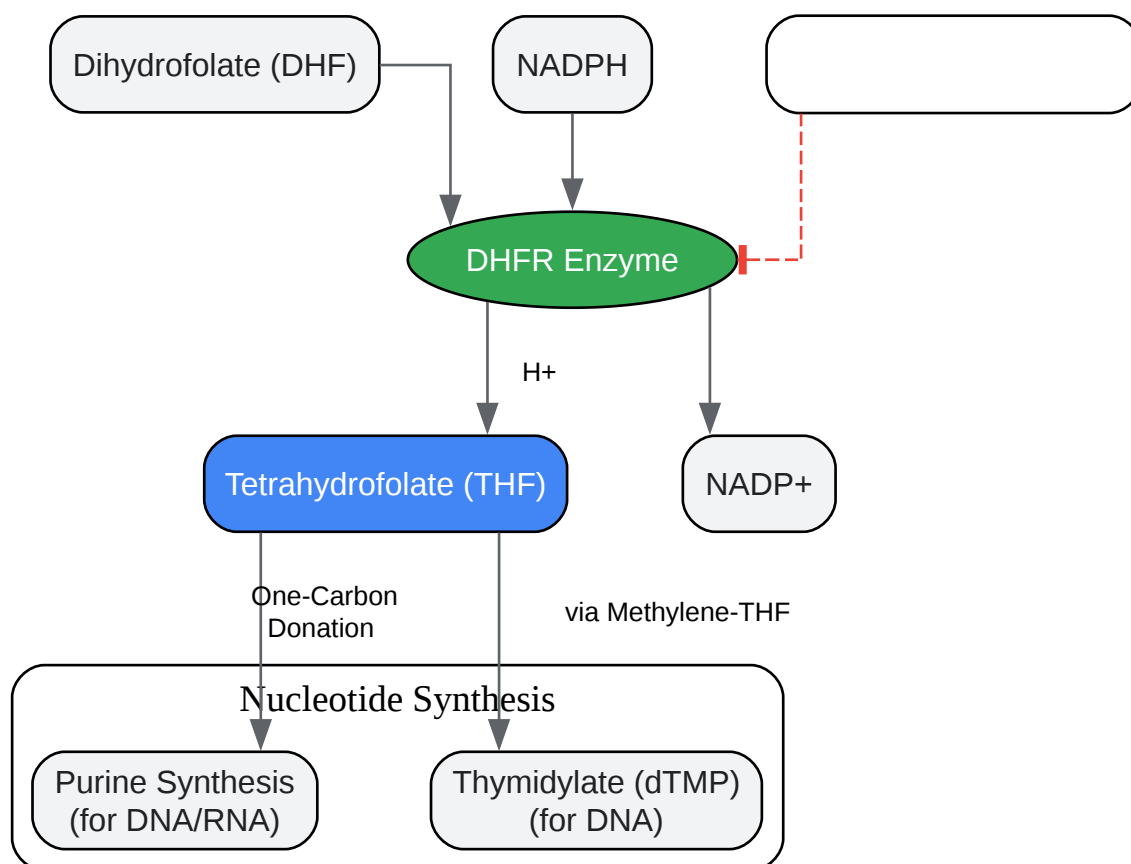 Dihydrofolate (DHF)
NADPH
DHFR Enzyme
H+
Tetrahydrofolate (THF)
NADP+
One-Carbon
Donation
via Methylene-THF
Nucleotide Synthesis
Purine Synthesis
(for DNA/RNA)
Thymidylate (dTMP)
(for DNA)